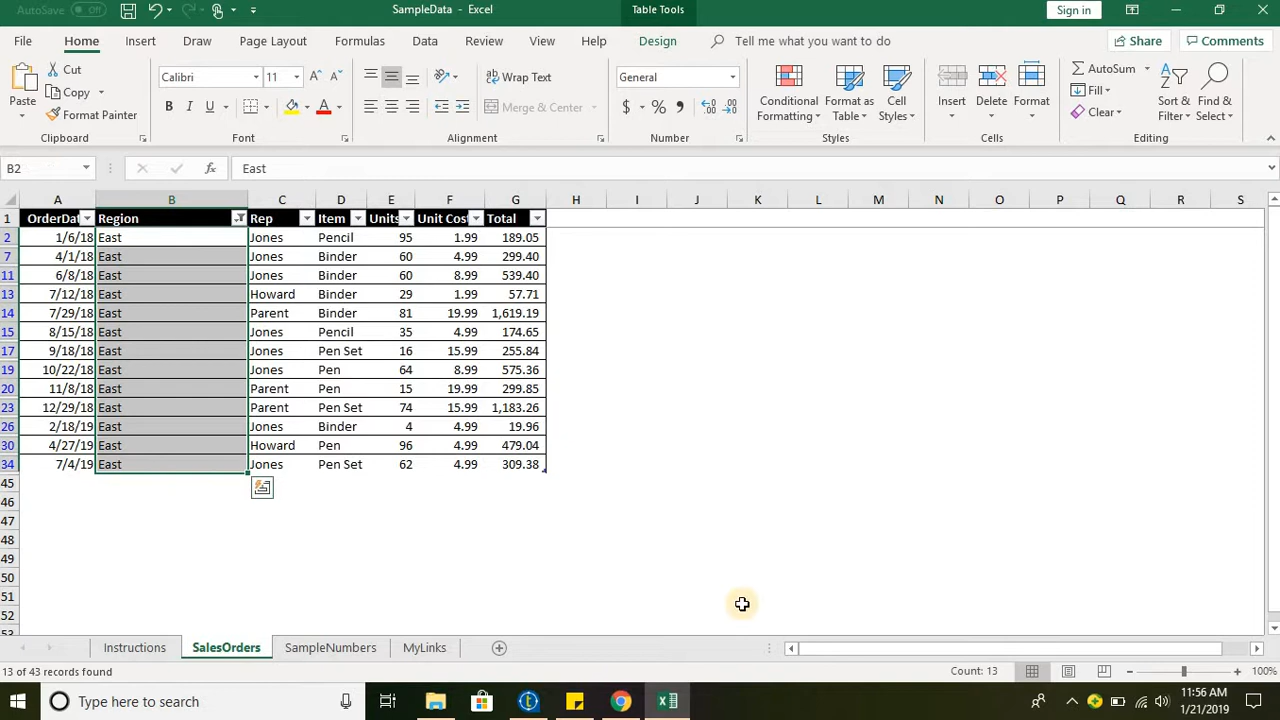 AutoSave Off SampleData - Excel Table Tools Sign in
File Home Insert Draw Page Layout Formulas Data Review View Help Design Tell me what you want to do Share Comments
Cut Calibri 11 Wrap Text General AutoSum
Copy Fill
Paste Format Painter B I U A Merge & Center $ % Conditional Formatting Format as Table Cell Styles Insert Delete Format Clear Sort & Filter Find & Select
Clipboard Font Alignment Number Styles Cells Editing
B2 fx East
A B C D E F G H I J K L M N O P Q R S
1 OrderDat Region Rep Item Units Unit Cost Total
2 1/6/18 East Jones Pencil 95 1.99 189.05
7 4/1/18 East Jones Binder 60 4.99 299.40
11 6/8/18 East Jones Binder 60 8.99 539.40
13 7/12/18 East Howard Binder 29 1.99 57.71
14 7/29/18 East Parent Binder 81 19.99 1,619.19
15 8/15/18 East Jones Pencil 35 4.99 174.65
17 9/18/18 East Jones Pen Set 16 15.99 255.84
19 10/22/18 East Jones Pen 64 8.99 575.36
20 11/8/18 East Parent Pen 15 19.99 299.85
23 12/29/18 East Parent Pen Set 74 15.99 1,183.26
26 2/18/19 East Jones Binder 4 4.99 19.96
30 4/27/19 East Howard Pen 96 4.99 479.04
34 7/4/19 East Jones Pen Set 62 4.99 309.38
45
46
47
48
49
50
51
52
53
Instructions SalesOrders SampleNumbers MyLinks
13 of 43 records found Count: 13 100%
Type here to search 11:56 AM
1/21/2019